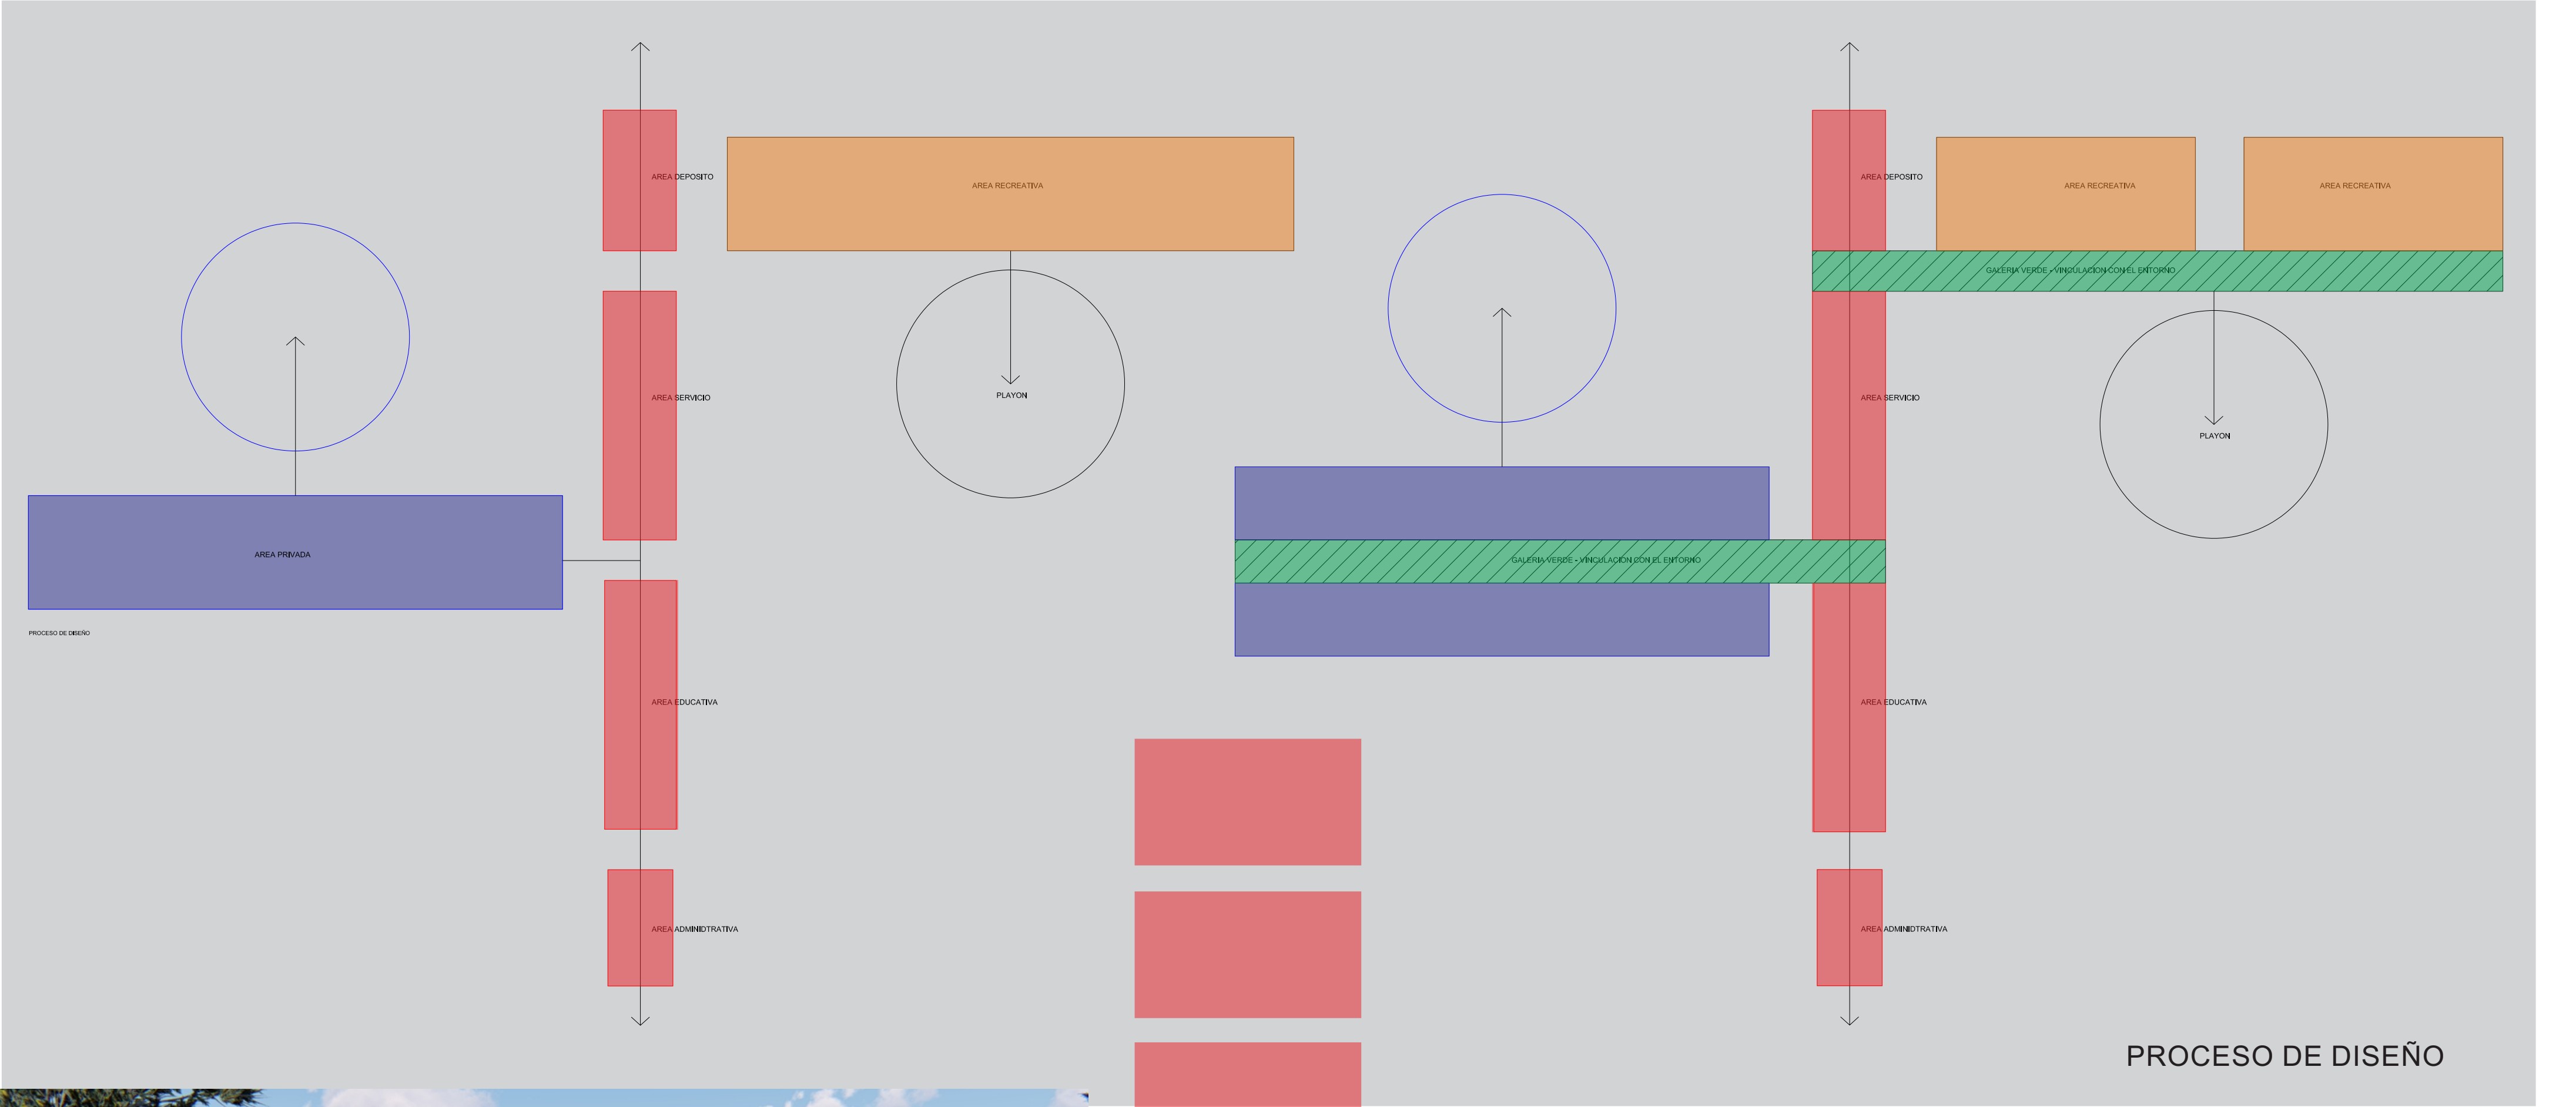 AREA DEPOSITO
AREA RECREATIVA
AREA SERVICIO
PLAYON
AREA PRIVADA
PROCESO DE DISEÑO
AREA EDUCATIVA
AREA ADMINIDTRATIVA
AREA DEPOSITO
AREA RECREATIVA
AREA RECREATIVA
GALERIA VERDE - VINCULACION CON EL ENTORNO
AREA SERVICIO
PLAYON
GALERIA VERDE - VINCULACION CON EL ENTORNO
AREA EDUCATIVA
AREA ADMINIDTRATIVA
PROCESO DE DISEÑO